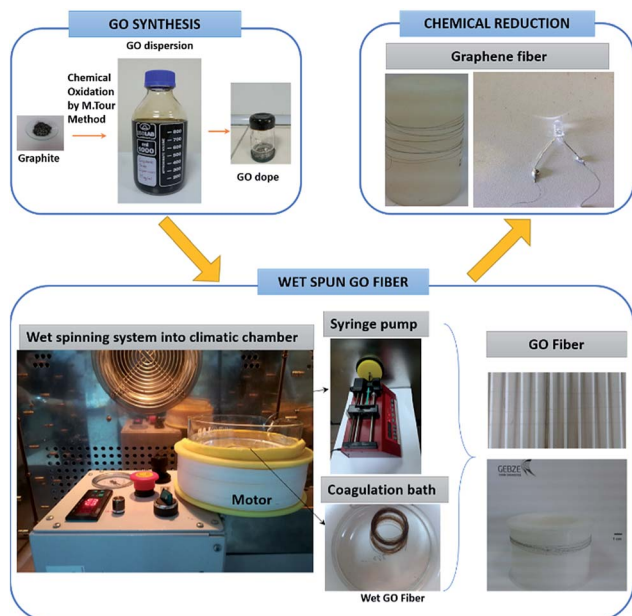 GO SYNTHESIS
GO dispersion
Chemical
Oxidation
by M.Tour
Method
Graphite
GO dope
CHEMICAL REDUCTION
Graphene fiber
WET SPUN GO FIBER
Wet spinning system into climatic chamber
Motor
Syringe pump
Coagulation bath
Wet GO Fiber
GO Fiber
GEBZE